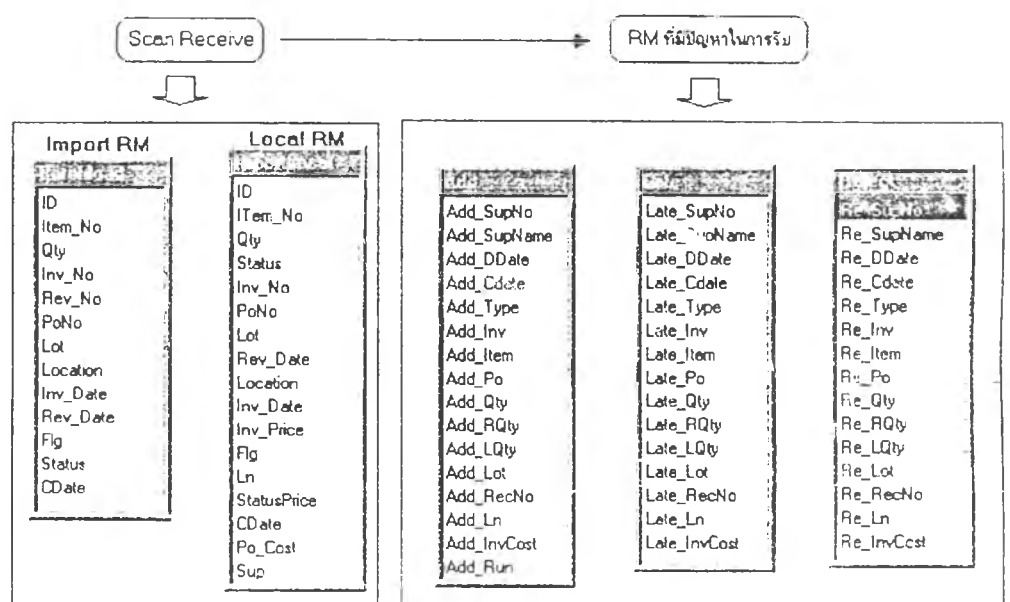 Scan Receive
RM ที่มีปัญหาในการรับ
Import RM
ID
Item_No
Qty
Inv_No
Rev_No
PoNo
Lot
Location
Inv_Date
Rev_Date
Flg
Status
CDate
Local RM
ID
ITem_No
Qty
Status
Inv_No
PoNo
Lot
Rev_Date
Location
Inv_Date
Inv_Price
Flg
Ln
StatusPrice
CDate
Po_Cost
Sup
Add_SupNo
Add_SupName
Add_DDate
Add_Cdate
Add_Type
Add_Inv
Add_Item
Add_Po
Add_Qty
Add_RQty
Add_LQty
Add_Lot
Add_RecNo
Add_Ln
Add_InvCost
Add_Run
Late_SupNo
Late_SupName
Late_DDate
Late_Cdate
Late_Type
Late_Inv
Late_Item
Late_Po
Late_Qty
Late_RQty
Late_LQty
Late_Lot
Late_RecNo
Late_Ln
Late_InvCost
Re_SupNo
Re_SupName
Re_DDate
Re_Cdate
Re_Type
Re_Inv
Re_Item
Re_Po
Re_Qty
Re_RQty
Re_LQty
Re_Lot
Re_RecNo
Re_Ln
Re_InvCost